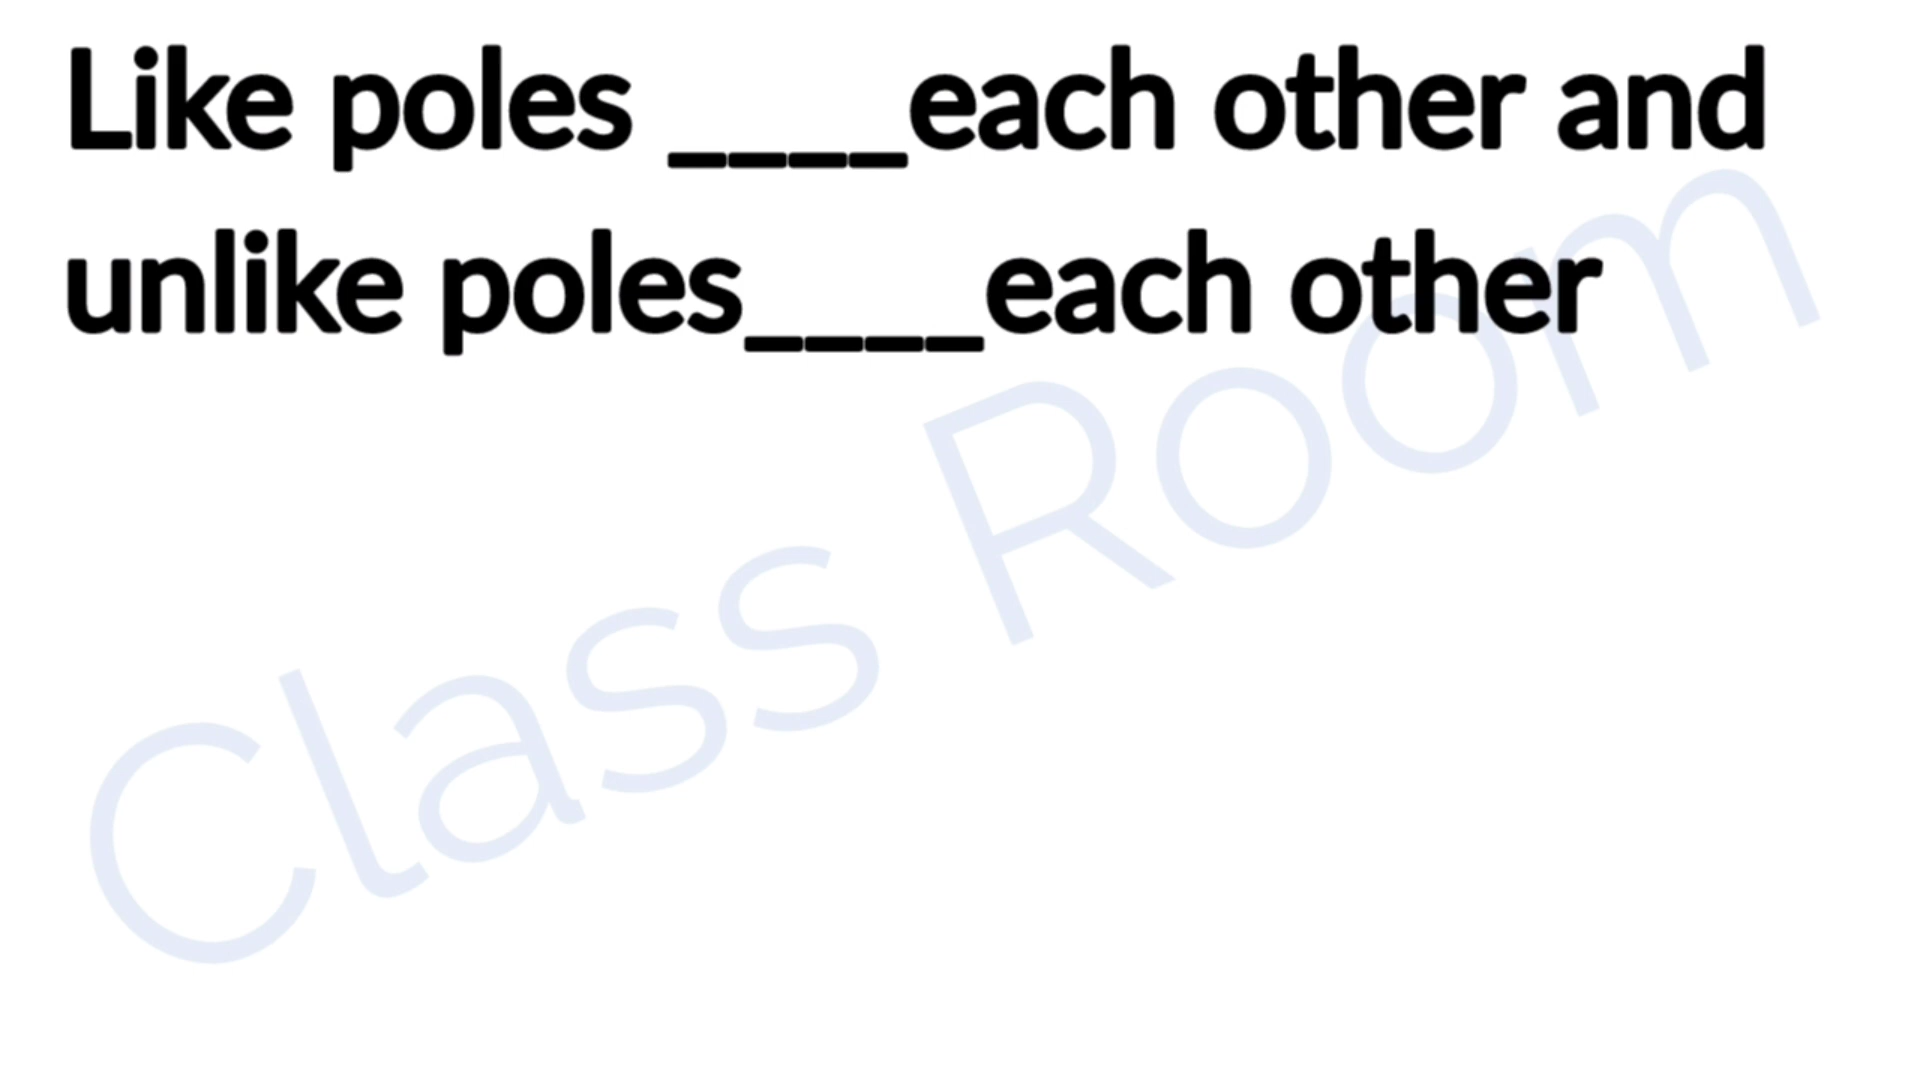 Like poles ____each other and
unlike poles____each other
Class Room